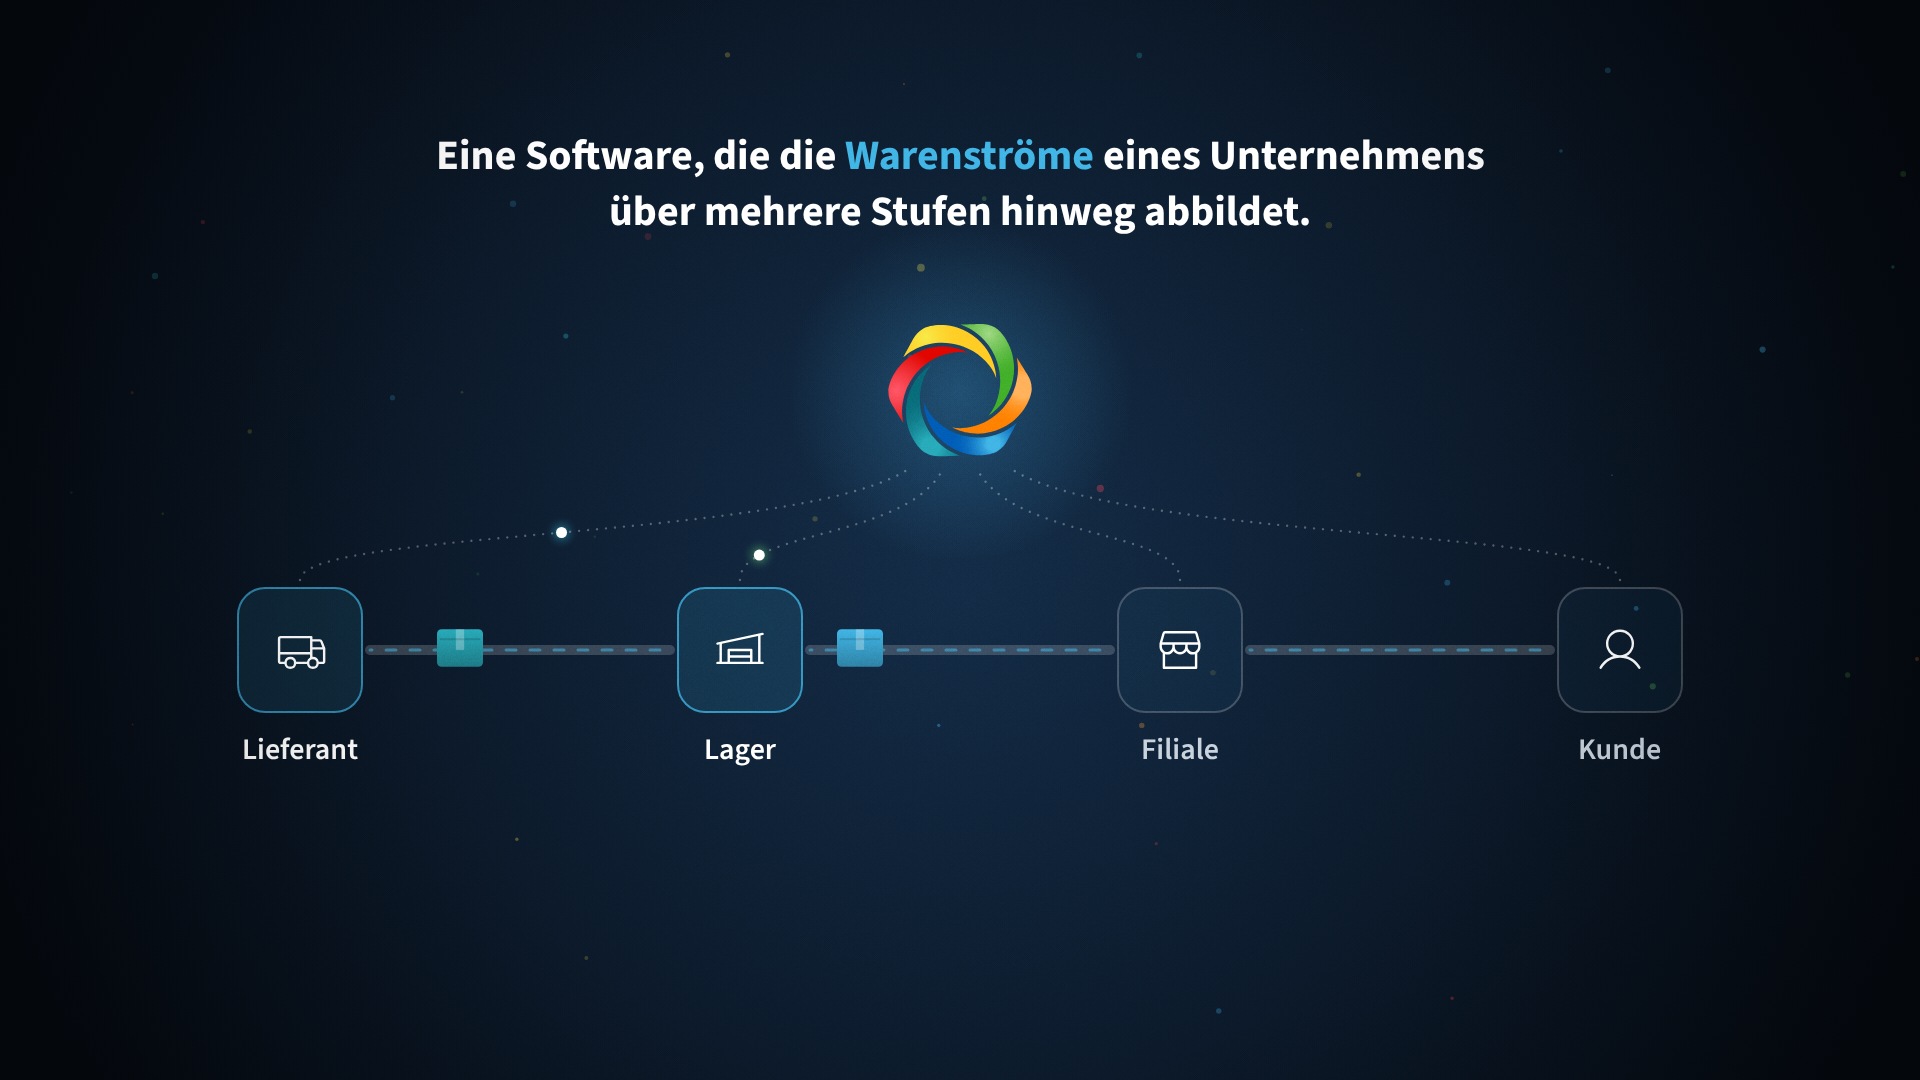 Eine Software, die die Warenströme eines Unternehmens
über mehrere Stufen hinweg abbildet.
Lieferant
Lager
Filiale
Kunde